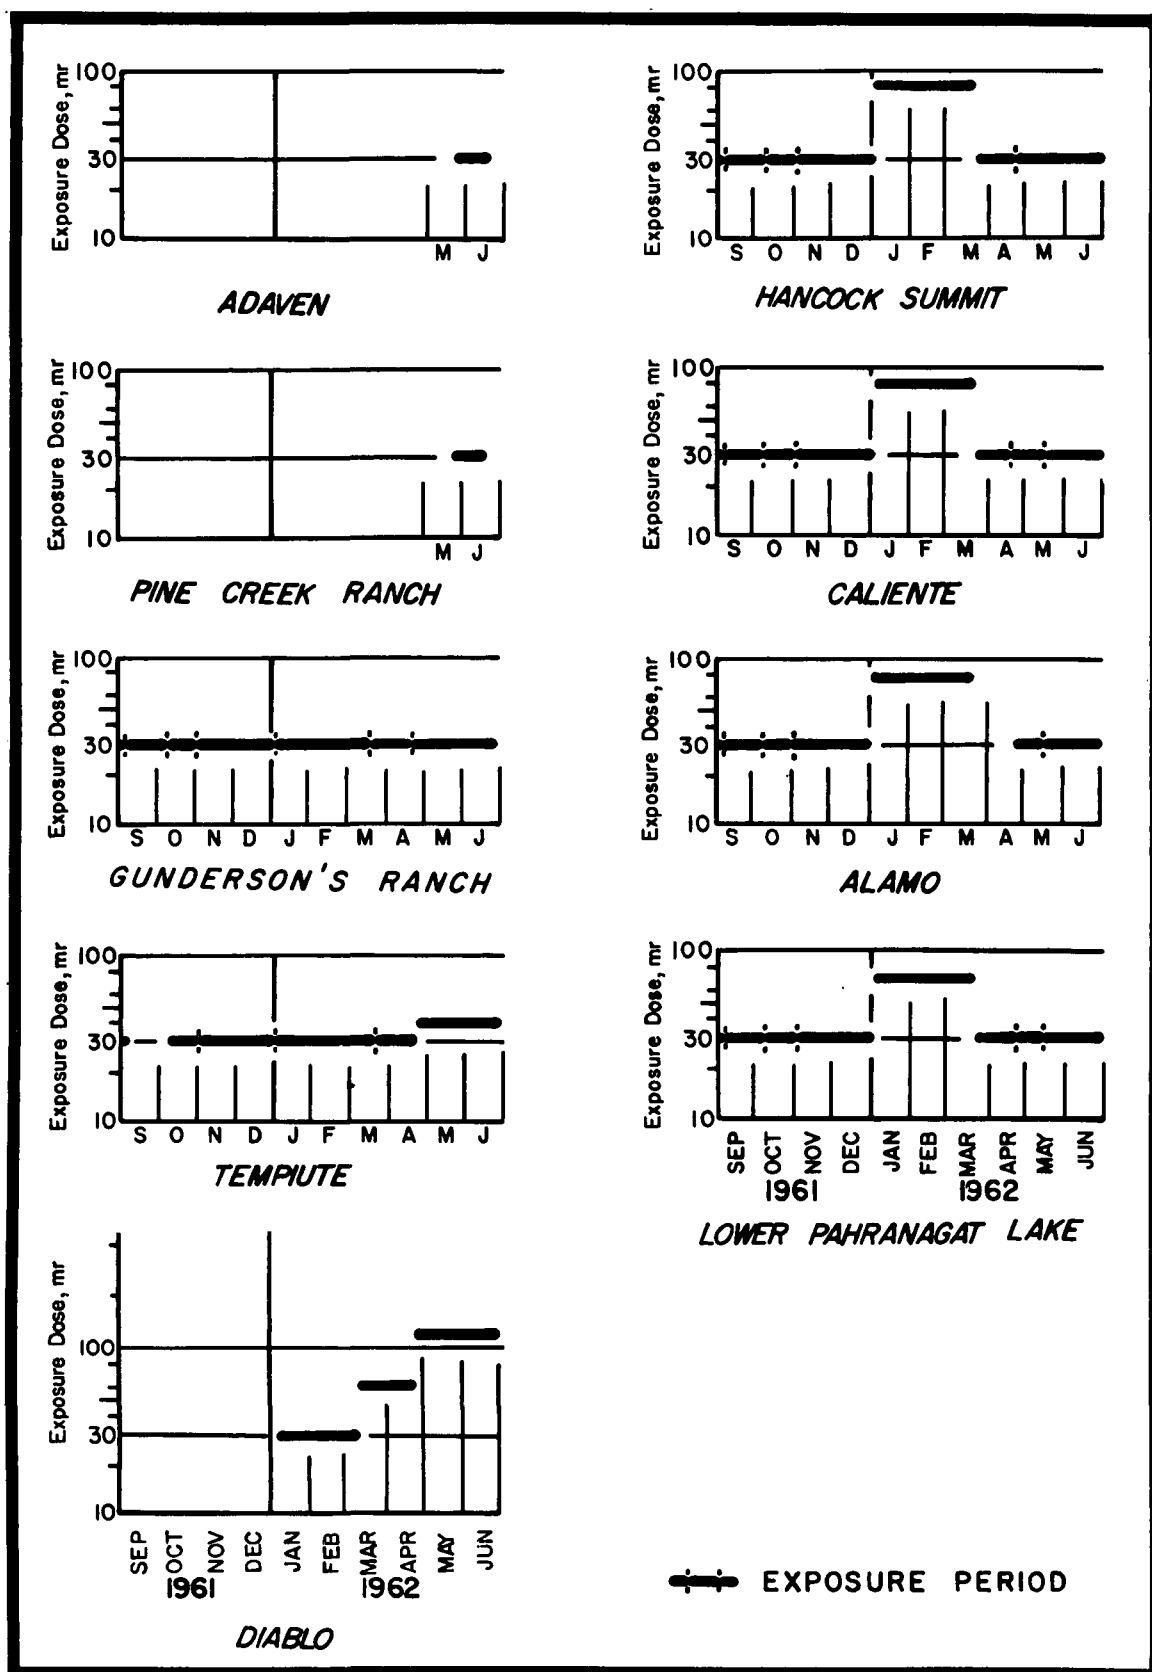 Exposure Dose, mr
100
30
10
M J
ADAVEN
Exposure Dose, mr
100
30
10
S O N D J F M A M J
HANCOCK SUMMIT
Exposure Dose, mr
100
30
10
M J
PINE CREEK RANCH
Exposure Dose, mr
100
30
10
S O N D J F M A M J
CALIENTE
Exposure Dose, mr
100
30
10
S O N D J F M A M J
GUNDERSON'S RANCH
Exposure Dose, mr
100
30
10
S O N D J F M A M J
ALAMO
Exposure Dose, mr
100
30
10
S O N D J F M A M J
TEMPIUTE
Exposure Dose, mr
100
30
10
SEP OCT NOV DEC JAN FEB MAR APR MAY JUN
1961 1962
LOWER PAHRANAGAT LAKE
Exposure Dose, mr
100
30
10
SEP OCT NOV DEC JAN FEB MAR APR MAY JUN
1961 1962
DIABLO
EXPOSURE PERIOD